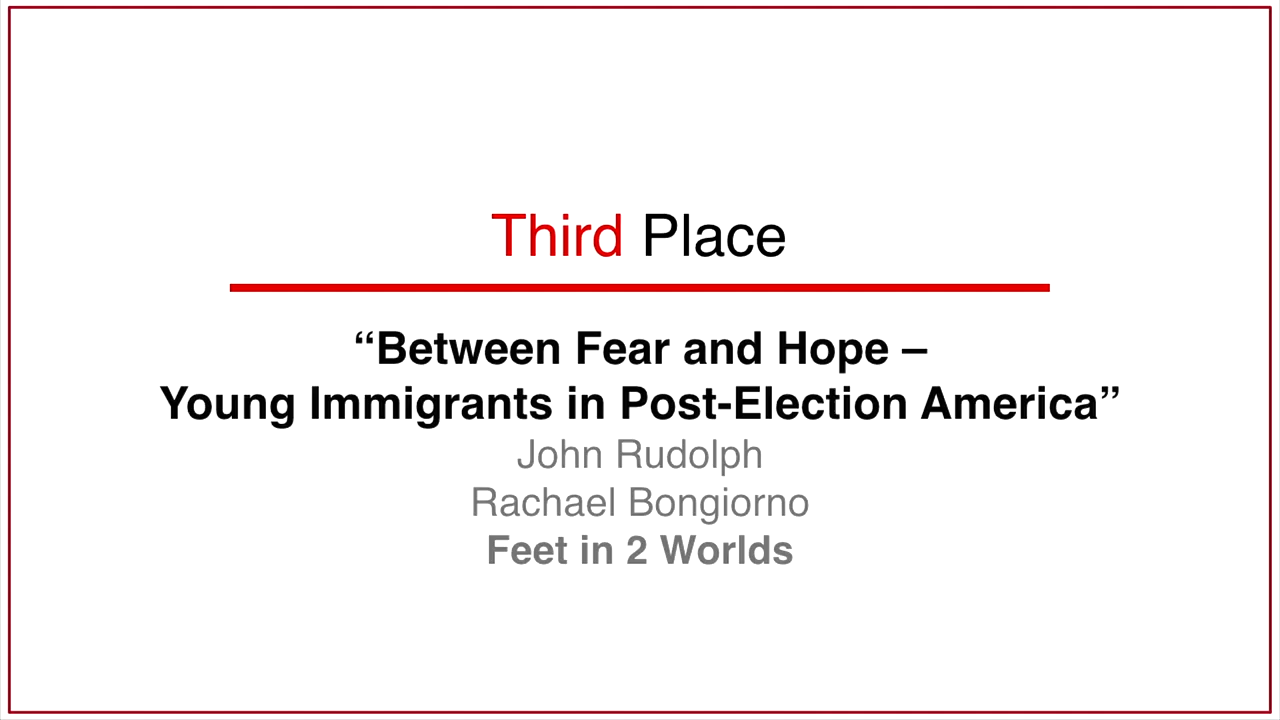 Third Place
“Between Fear and Hope –
Young Immigrants in Post-Election America”
John Rudolph
Rachael Bongiorno
Feet in 2 Worlds